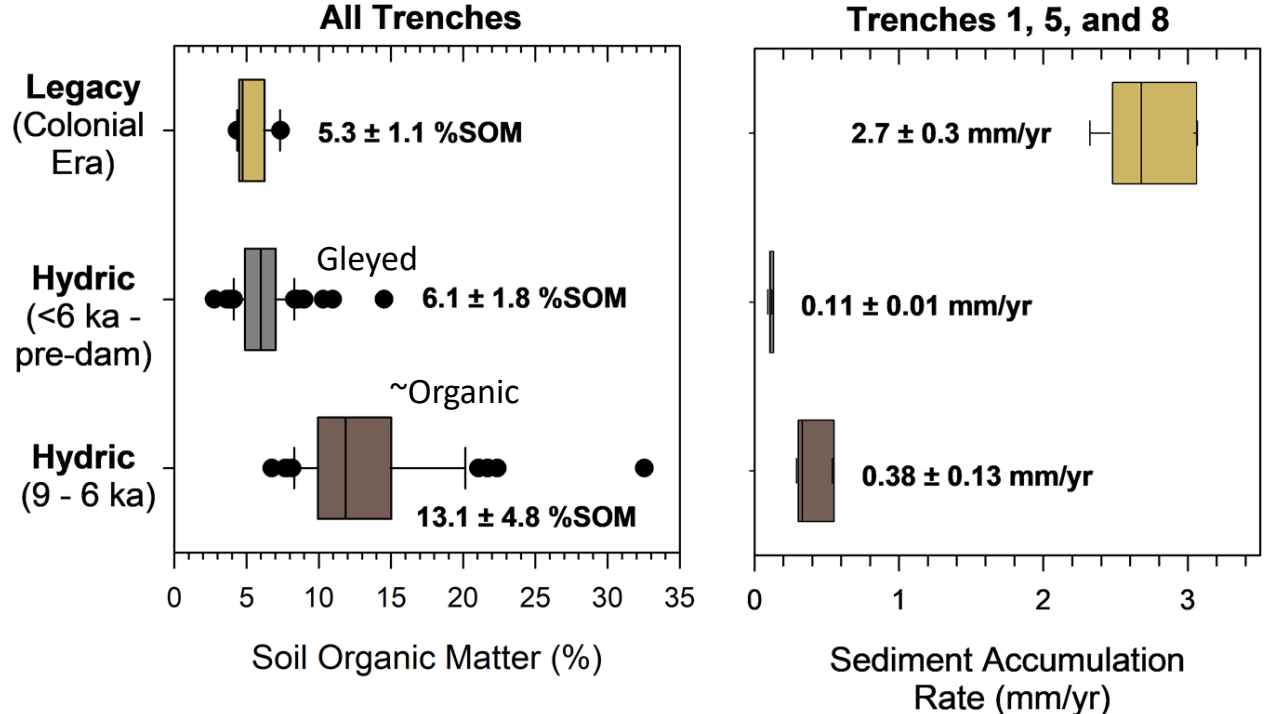 All Trenches
Trenches 1, 5, and 8
Legacy
(Colonial
Era)
5.3 ± 1.1 %SOM
2.7 ± 0.3 mm/yr
Hydric
(<6 ka -
pre-dam)
Gleyed
6.1 ± 1.8 %SOM
0.11 ± 0.01 mm/yr
Hydric
(9 - 6 ka)
~Organic
13.1 ± 4.8 %SOM
0.38 ± 0.13 mm/yr
0 5 10 15 20 25 30 35
0 1 2 3
Soil Organic Matter (%)
Sediment Accumulation
Rate (mm/yr)